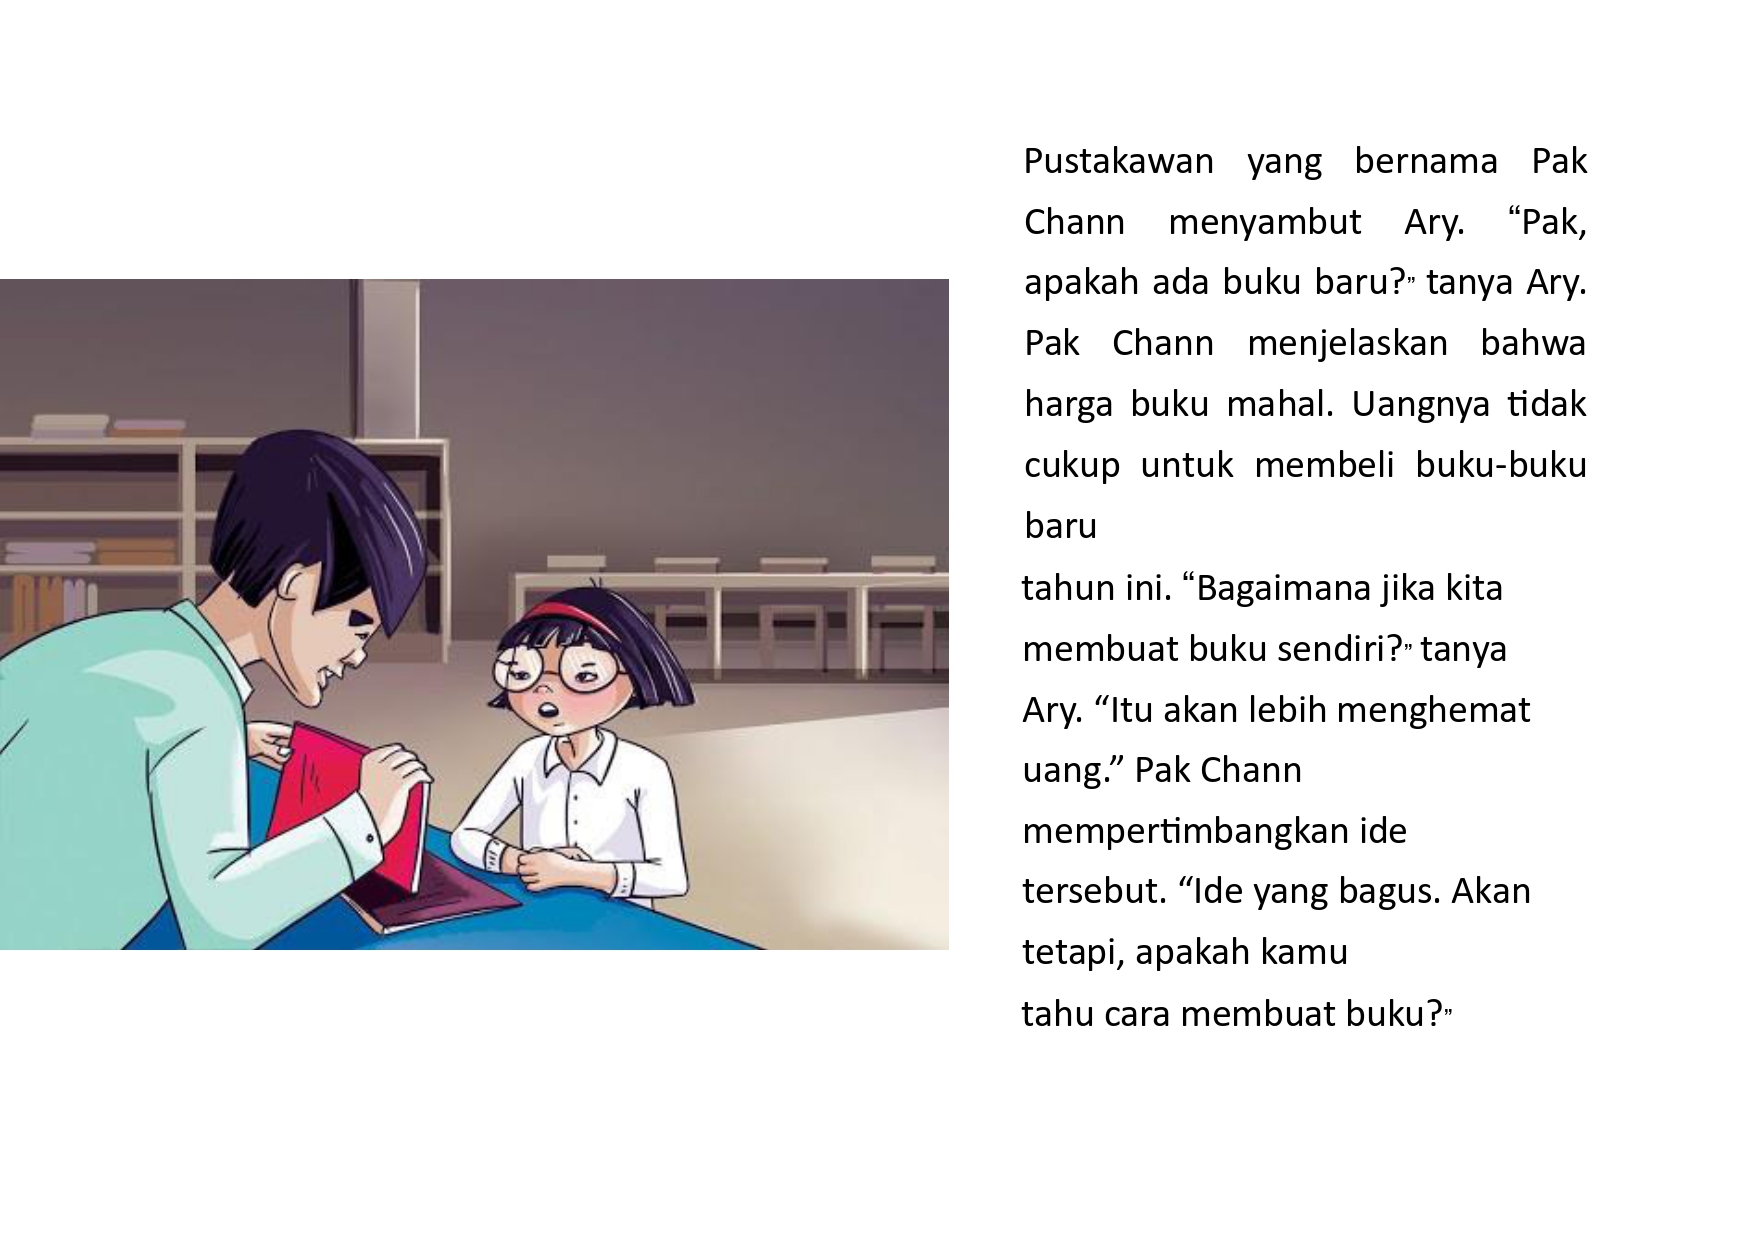 Pustakawan yang bernama Pak
Chann menyambut Ary. “Pak,
apakah ada buku baru?” tanya Ary.
Pak Chann menjelaskan bahwa
harga buku mahal. Uangnya tidak
cukup untuk membeli buku-buku
baru
tahun ini. “Bagaimana jika kita
membuat buku sendiri?” tanya
Ary. “Itu akan lebih menghemat
uang.” Pak Chann
mempertimbangkan ide
tersebut. “Ide yang bagus. Akan
tetapi, apakah kamu
tahu cara membuat buku?”